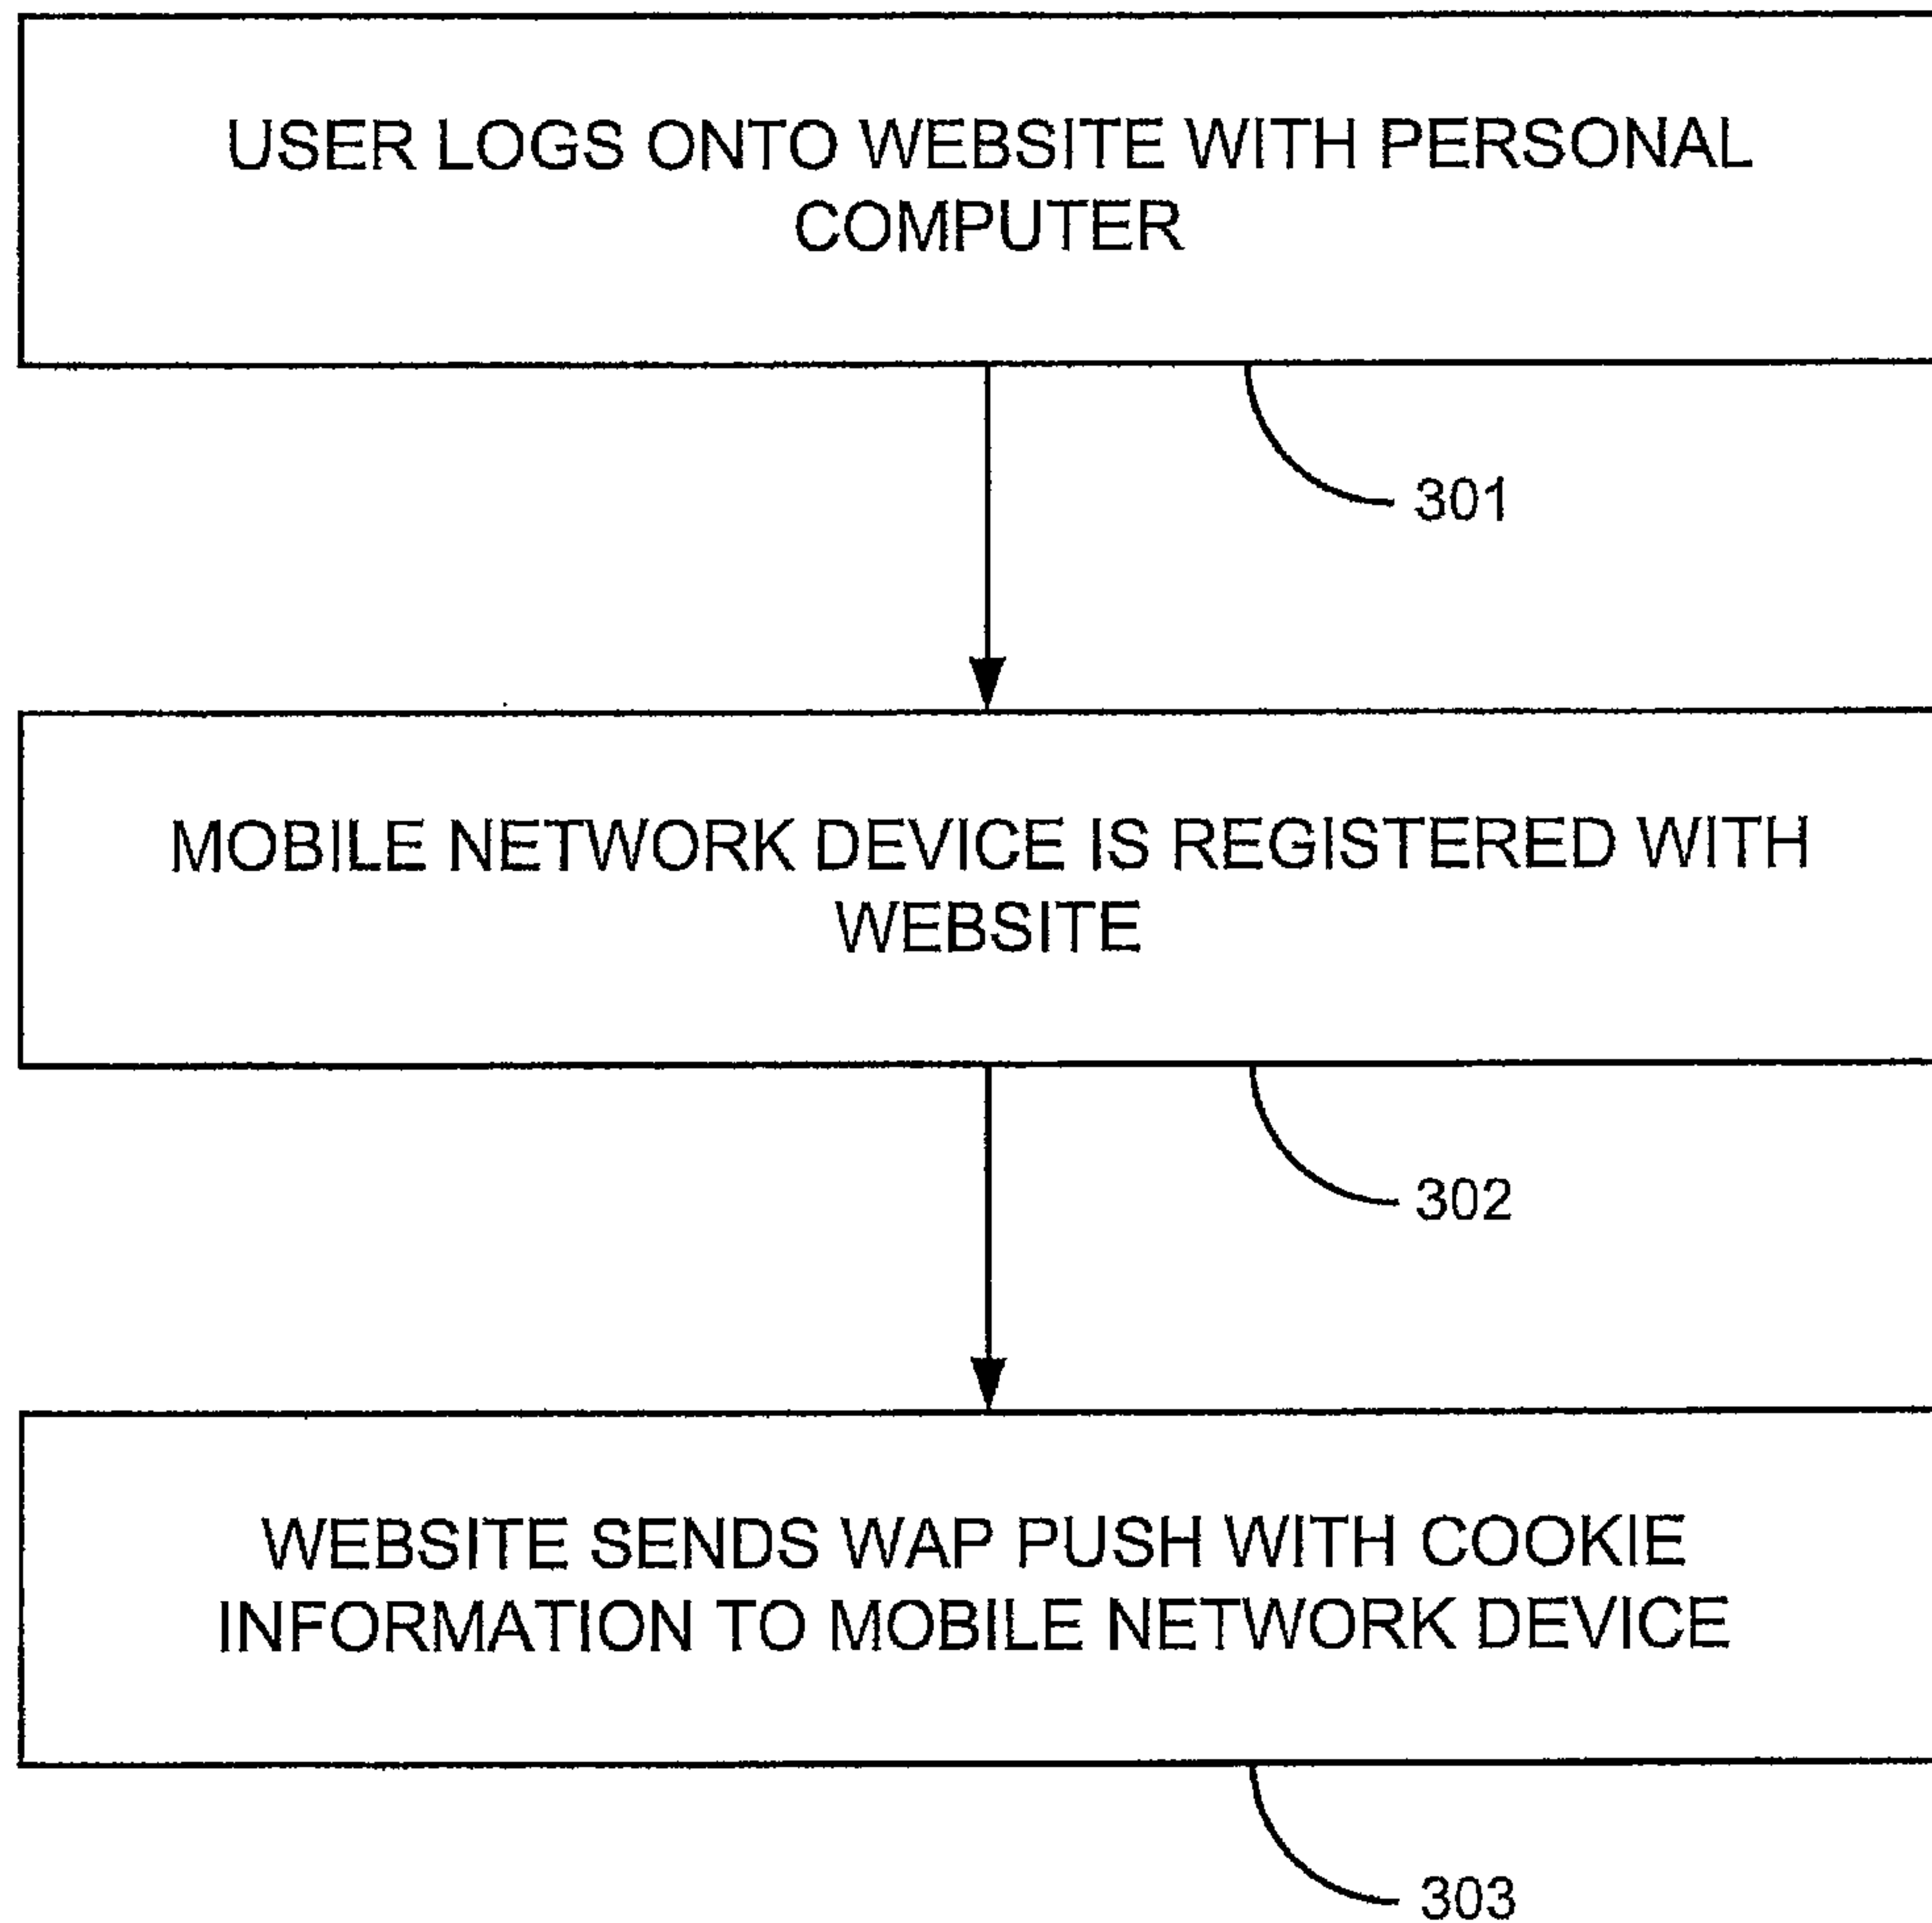 USER LOGS ONTO WEBSITE WITH PERSONAL
COMPUTER
301
MOBILE NETWORK DEVICE IS REGISTERED WITH
WEBSITE
302
WEBSITE SENDS WAP PUSH WITH COOKIE
INFORMATION TO MOBILE NETWORK DEVICE
303